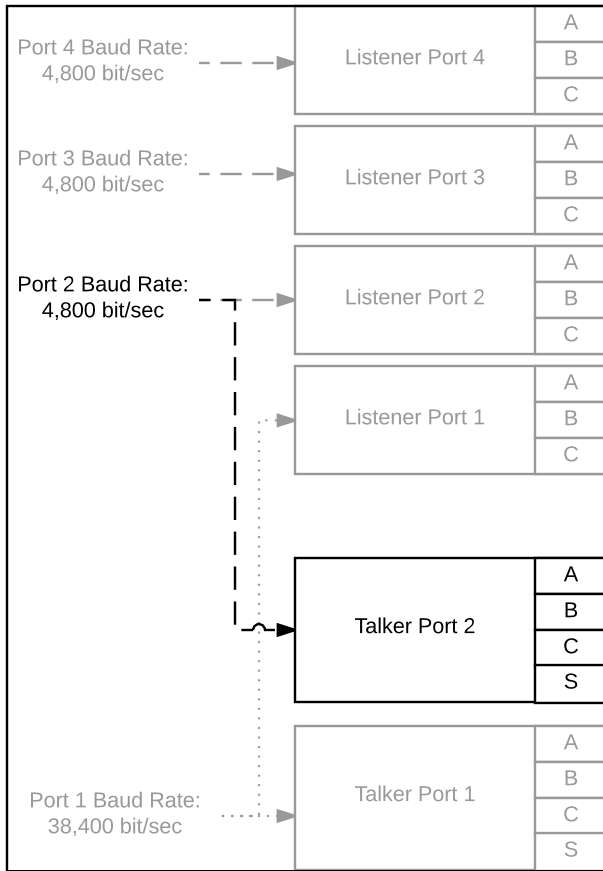 Port 4 Baud Rate:
4,800 bit/sec
Listener Port 4
A
B
C
Port 3 Baud Rate:
4,800 bit/sec
Listener Port 3
A
B
C
Port 2 Baud Rate:
4,800 bit/sec
Listener Port 2
A
B
C
Listener Port 1
A
B
C
Talker Port 2
A
B
C
S
Port 1 Baud Rate:
38,400 bit/sec
Talker Port 1
A
B
C
S